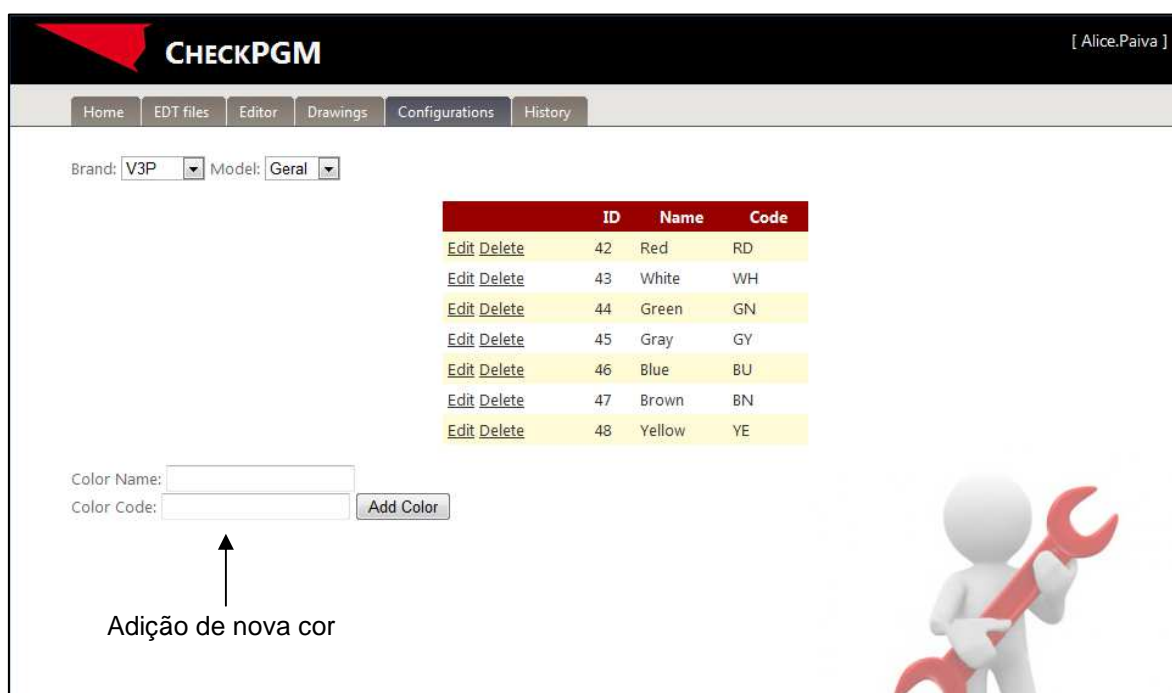 CHECKPGM
[ Alice.Paiva ]
Home EDT files Editor Drawings Configurations History
Brand: V3P Model: Geral
ID Name Code
Edit Delete 42 Red RD
Edit Delete 43 White WH
Edit Delete 44 Green GN
Edit Delete 45 Gray GY
Edit Delete 46 Blue BU
Edit Delete 47 Brown BN
Edit Delete 48 Yellow YE
Color Name:
Color Code: Add Color
Adição de nova cor